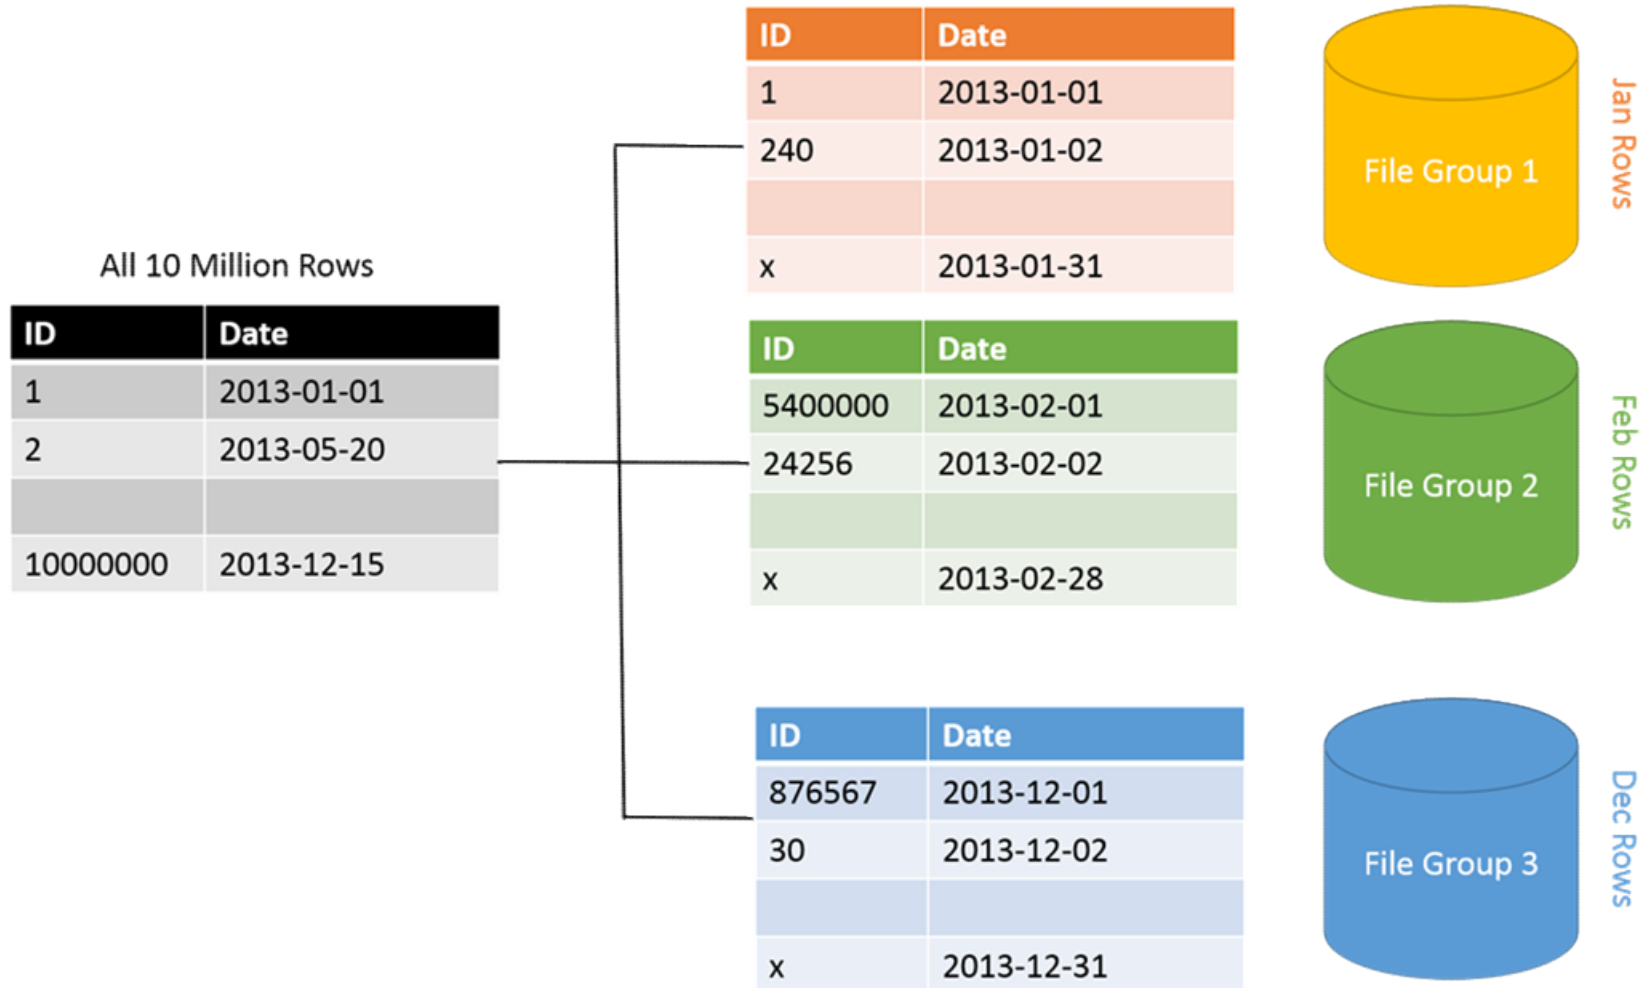 All 10 Million Rows
ID Date
1 2013-01-01
2 2013-05-20
10000000 2013-12-15
ID Date
1 2013-01-01
240 2013-01-02
x 2013-01-31
File Group 1
Jan Rows
ID Date
5400000 2013-02-01
24256 2013-02-02
x 2013-02-28
File Group 2
Feb Rows
ID Date
876567 2013-12-01
30 2013-12-02
x 2013-12-31
File Group 3
Dec Rows